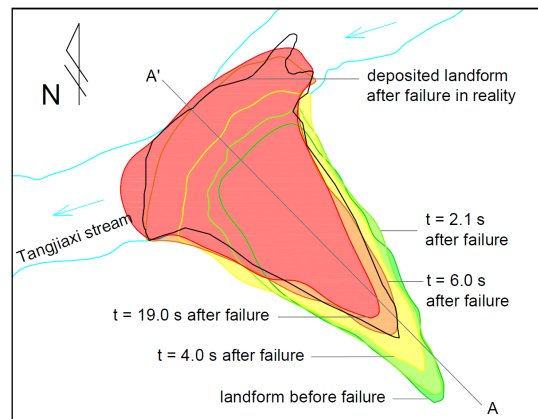 A'
N
deposited landform
after failure in reality
Tangjiaxi stream
t = 2.1 s
after failure
t = 6.0 s
after failure
t = 19.0 s after failure
t = 4.0 s after failure
landform before failure
A